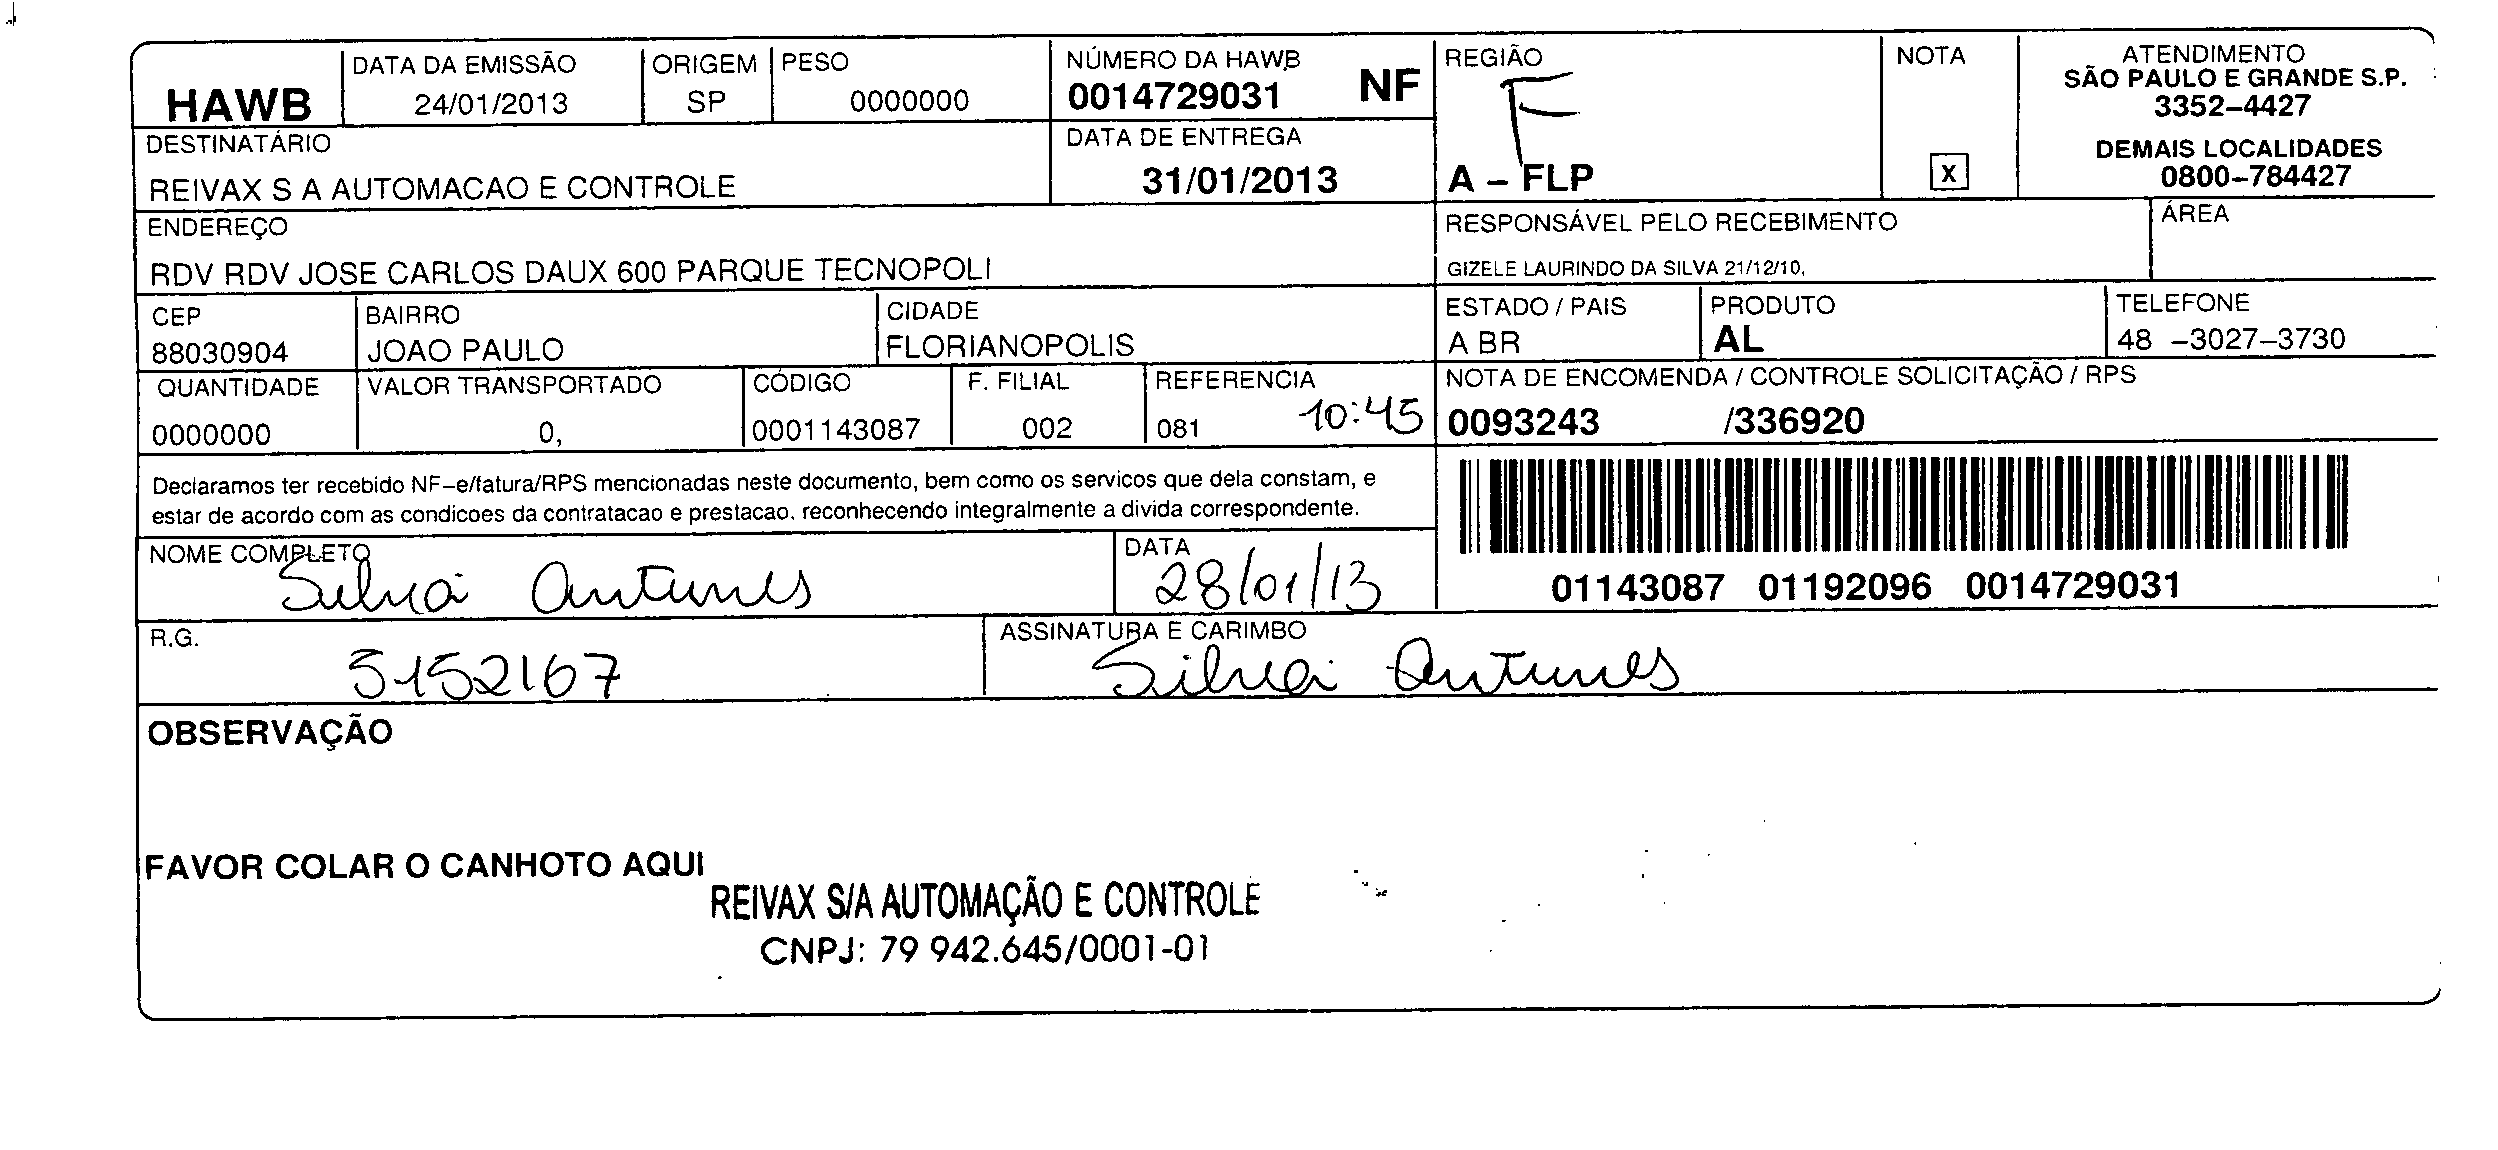 HAWB
DATA DA EMISSÃO
24/01/2013
ORIGEM
SP
PESO
0000000
NÚMERO DA HAWB
0014729031 NF
REGIÃO
F
A – FLP
NOTA
X
ATENDIMENTO
SÃO PAULO E GRANDE S.P.
3352–4427
DEMAIS LOCALIDADES
0800–784427
DESTINATÁRIO
REIVAX S A AUTOMACAO E CONTROLE
DATA DE ENTREGA
31/01/2013
ENDEREÇO
RDV RDV JOSE CARLOS DAUX 600 PARQUE TECNOPOLI
RESPONSÁVEL PELO RECEBIMENTO
GIZELE LAURINDO DA SILVA 21/12/10,
ÁREA
CEP
88030904
BAIRRO
JOAO PAULO
CIDADE
FLORIANOPOLIS
ESTADO / PAIS
A BR
PRODUTO
AL
TELEFONE
48 –3027–3730
QUANTIDADE
0000000
VALOR TRANSPORTADO
0,
CÓDIGO
0001143087
F. FILIAL
002
REFERENCIA
081 10:45
NOTA DE ENCOMENDA / CONTROLE SOLICITAÇÃO / RPS
0093243 /336920
Declaramos ter recebido NF–e/fatura/RPS mencionadas neste documento, bem como os servicos que dela constam, e
estar de acordo com as condicoes da contratacao e prestacao, reconhecendo integralmente a divida correspondente.
01143087 01192096 0014729031
NOME COMPLETO
Silvia Antunes
DATA
28/01/13
R.G.
5152167
ASSINATURA E CARIMBO
Silvia Antunes
OBSERVAÇÃO
FAVOR COLAR O CANHOTO AQUI
REIVAX S/A AUTOMAÇÃO E CONTROLE
CNPJ: 79 942.645/0001-01